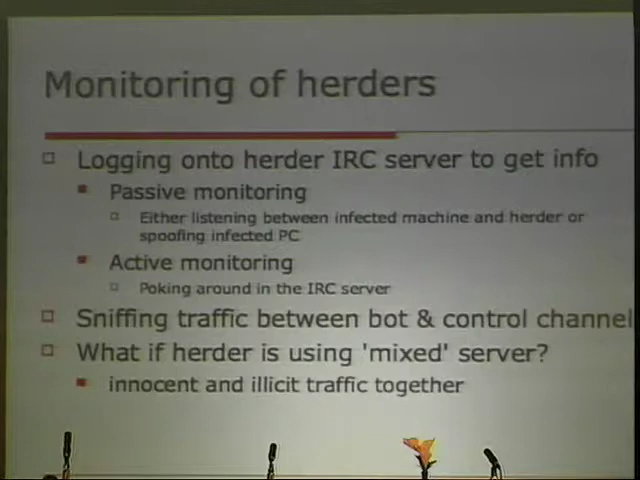 Monitoring of herders
Logging onto herder IRC server to get info
Passive monitoring
Either listening between infected machine and herder or
spoofing infected PC
Active monitoring
Poking around in the IRC server
Sniffing traffic between bot & control channel
What if herder is using 'mixed' server?
innocent and illicit traffic together